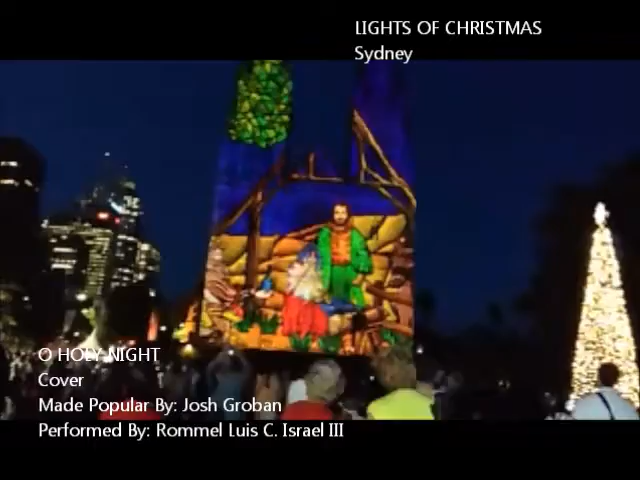 LIGHTS OF CHRISTMAS
Sydney
O HOLY NIGHT
Cover
Made Popular By: Josh Groban
Performed By: Rommel Luis C. Israel III